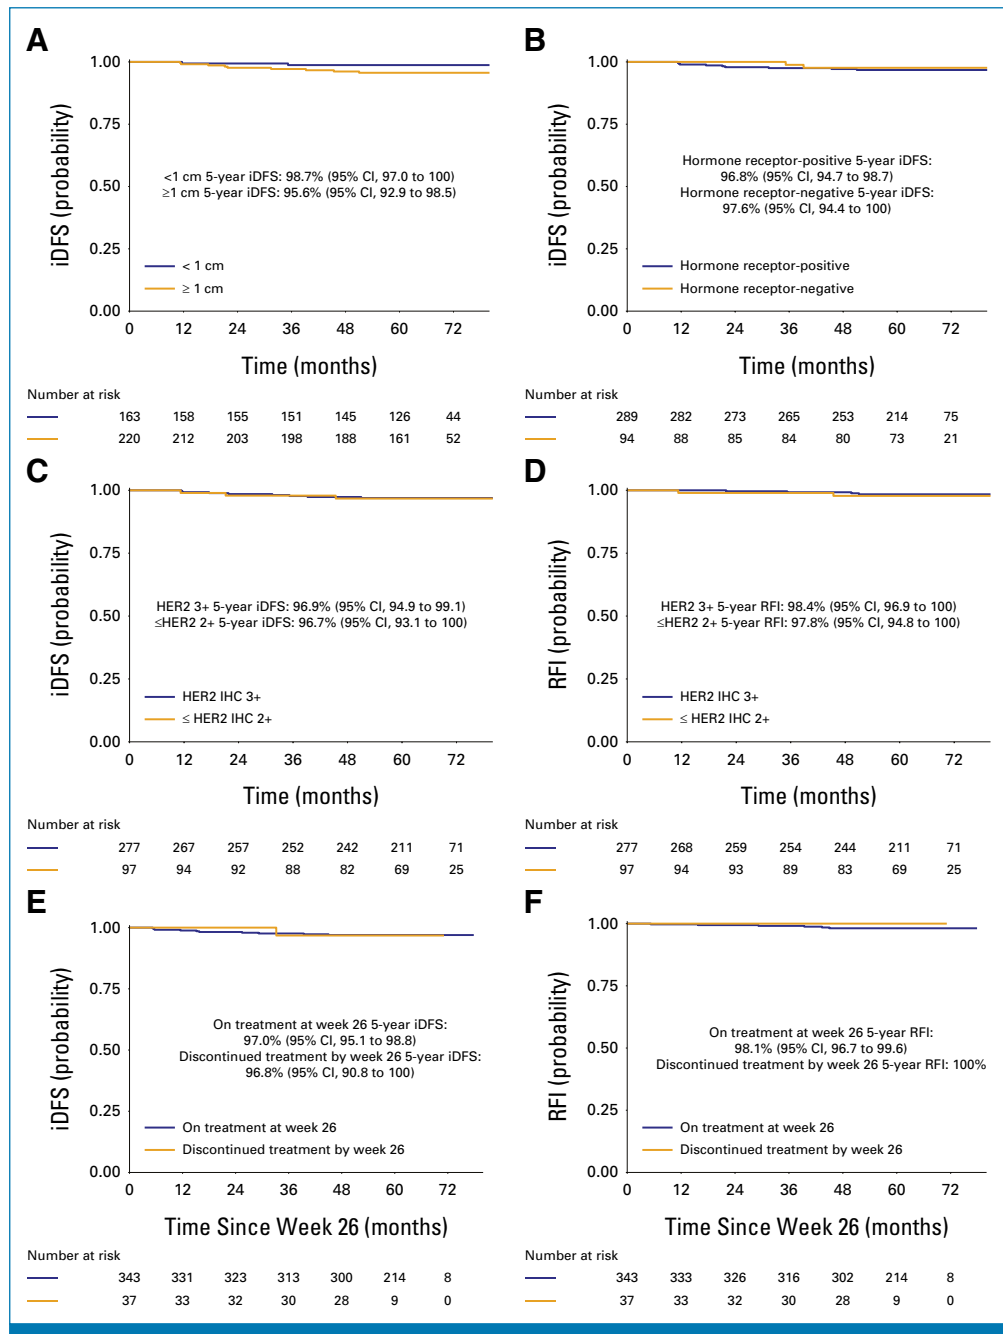 A
1.00
0.75
0.50
0.25
0.00
iDFS (probability)
<1 cm 5-year iDFS: 98.7% (95% CI, 97.0 to 100)
≥1 cm 5-year iDFS: 95.6% (95% CI, 92.9 to 98.5)
< 1 cm
≥ 1 cm
0 12 24 36 48 60 72
Time (months)
Number at risk
163 158 155 151 145 126 44
220 212 203 198 188 161 52
B
1.00
0.75
0.50
0.25
0.00
iDFS (probability)
Hormone receptor-positive 5-year iDFS:
96.8% (95% CI, 94.7 to 98.7)
Hormone receptor-negative 5-year iDFS:
97.6% (95% CI, 94.4 to 100)
Hormone receptor-positive
Hormone receptor-negative
0 12 24 36 48 60 72
Time (months)
Number at risk
289 282 273 265 253 214 75
94 88 85 84 80 73 21
C
1.00
0.75
0.50
0.25
0.00
iDFS (probability)
HER2 3+ 5-year iDFS: 96.9% (95% CI, 94.9 to 99.1)
≤HER2 2+ 5-year iDFS: 96.7% (95% CI, 93.1 to 100)
HER2 IHC 3+
≤ HER2 IHC 2+
0 12 24 36 48 60 72
Time (months)
Number at risk
277 267 257 252 242 211 71
97 94 92 88 82 69 25
D
1.00
0.75
0.50
0.25
0.00
RFI (probability)
HER2 3+ 5-year RFI: 98.4% (95% CI, 96.9 to 100)
≤HER2 2+ 5-year RFI: 97.8% (95% CI, 94.8 to 100)
HER2 IHC 3+
≤ HER2 IHC 2+
0 12 24 36 48 60 72
Time (months)
Number at risk
277 268 259 254 244 211 71
97 94 93 89 83 69 25
E
1.00
0.75
0.50
0.25
0.00
iDFS (probability)
On treatment at week 26 5-year iDFS:
97.0% (95% CI, 95.1 to 98.8)
Discontinued treatment by week 26 5-year iDFS:
96.8% (95% CI, 90.8 to 100)
On treatment at week 26
Discontinued treatment by week 26
0 12 24 36 48 60 72
Time Since Week 26 (months)
Number at risk
343 331 323 313 300 214 8
37 33 32 30 28 9 0
F
1.00
0.75
0.50
0.25
0.00
RFI (probability)
On treatment at week 26 5-year RFI:
98.1% (95% CI, 96.7 to 99.6)
Discontinued treatment by week 26 5-year RFI: 100%
On treatment at week 26
Discontinued treatment by week 26
0 12 24 36 48 60 72
Time Since Week 26 (months)
Number at risk
343 333 326 316 302 214 8
37 33 32 30 28 9 0